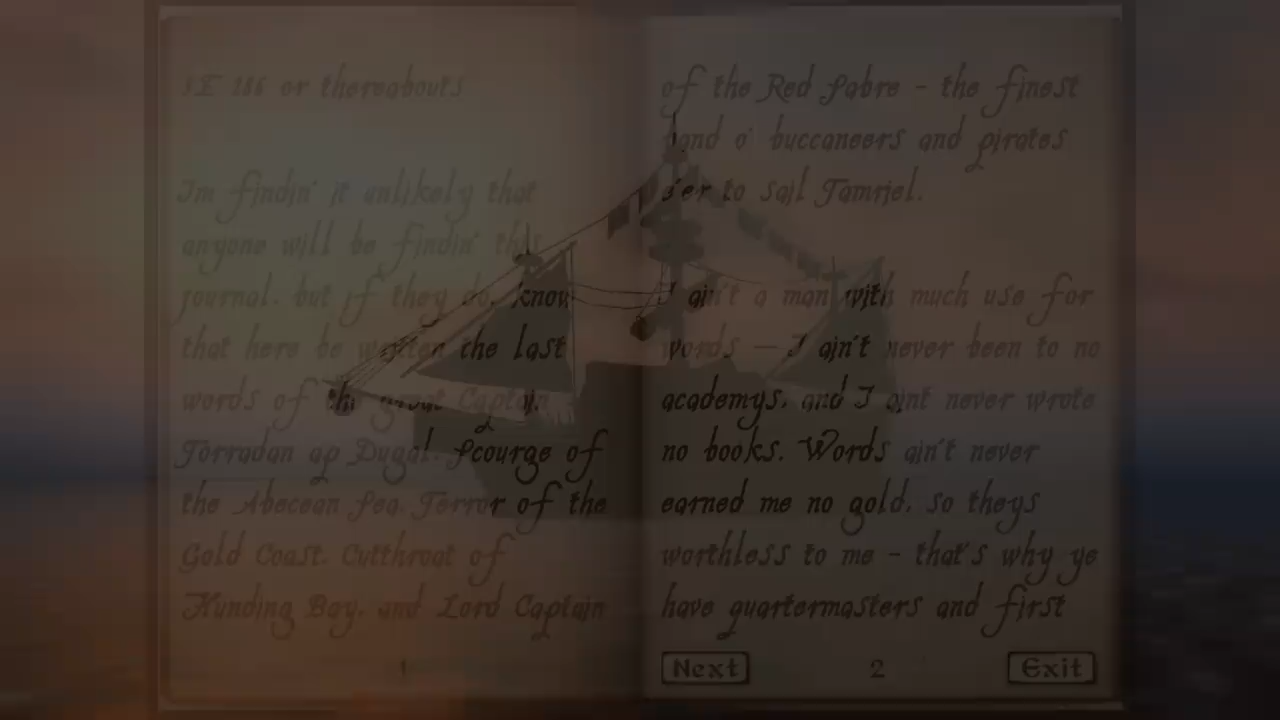 3E 186 or thereabouts
Im findin' it unlikely that
anyone will be findin' this
journal, but if they do, know
that here be written the last
words of the great Captain,
Torradan ap Dugal, Scourge of
the Abecean Sea, Terror of the
Gold Coast, Cutthroat of
Hunding Bay, and Lord Captain
1
of the Red Sabre - the finest
band o' buccaneers and pirates
e'er to sail Tamriel.
I ain't a man with much use for
words - I ain't never been to no
academys, and I aint never wrote
no books. Words ain't never
earned me no gold, so theys
worthless to me - that's why ye
have quartermasters and first
Next
2
Exit